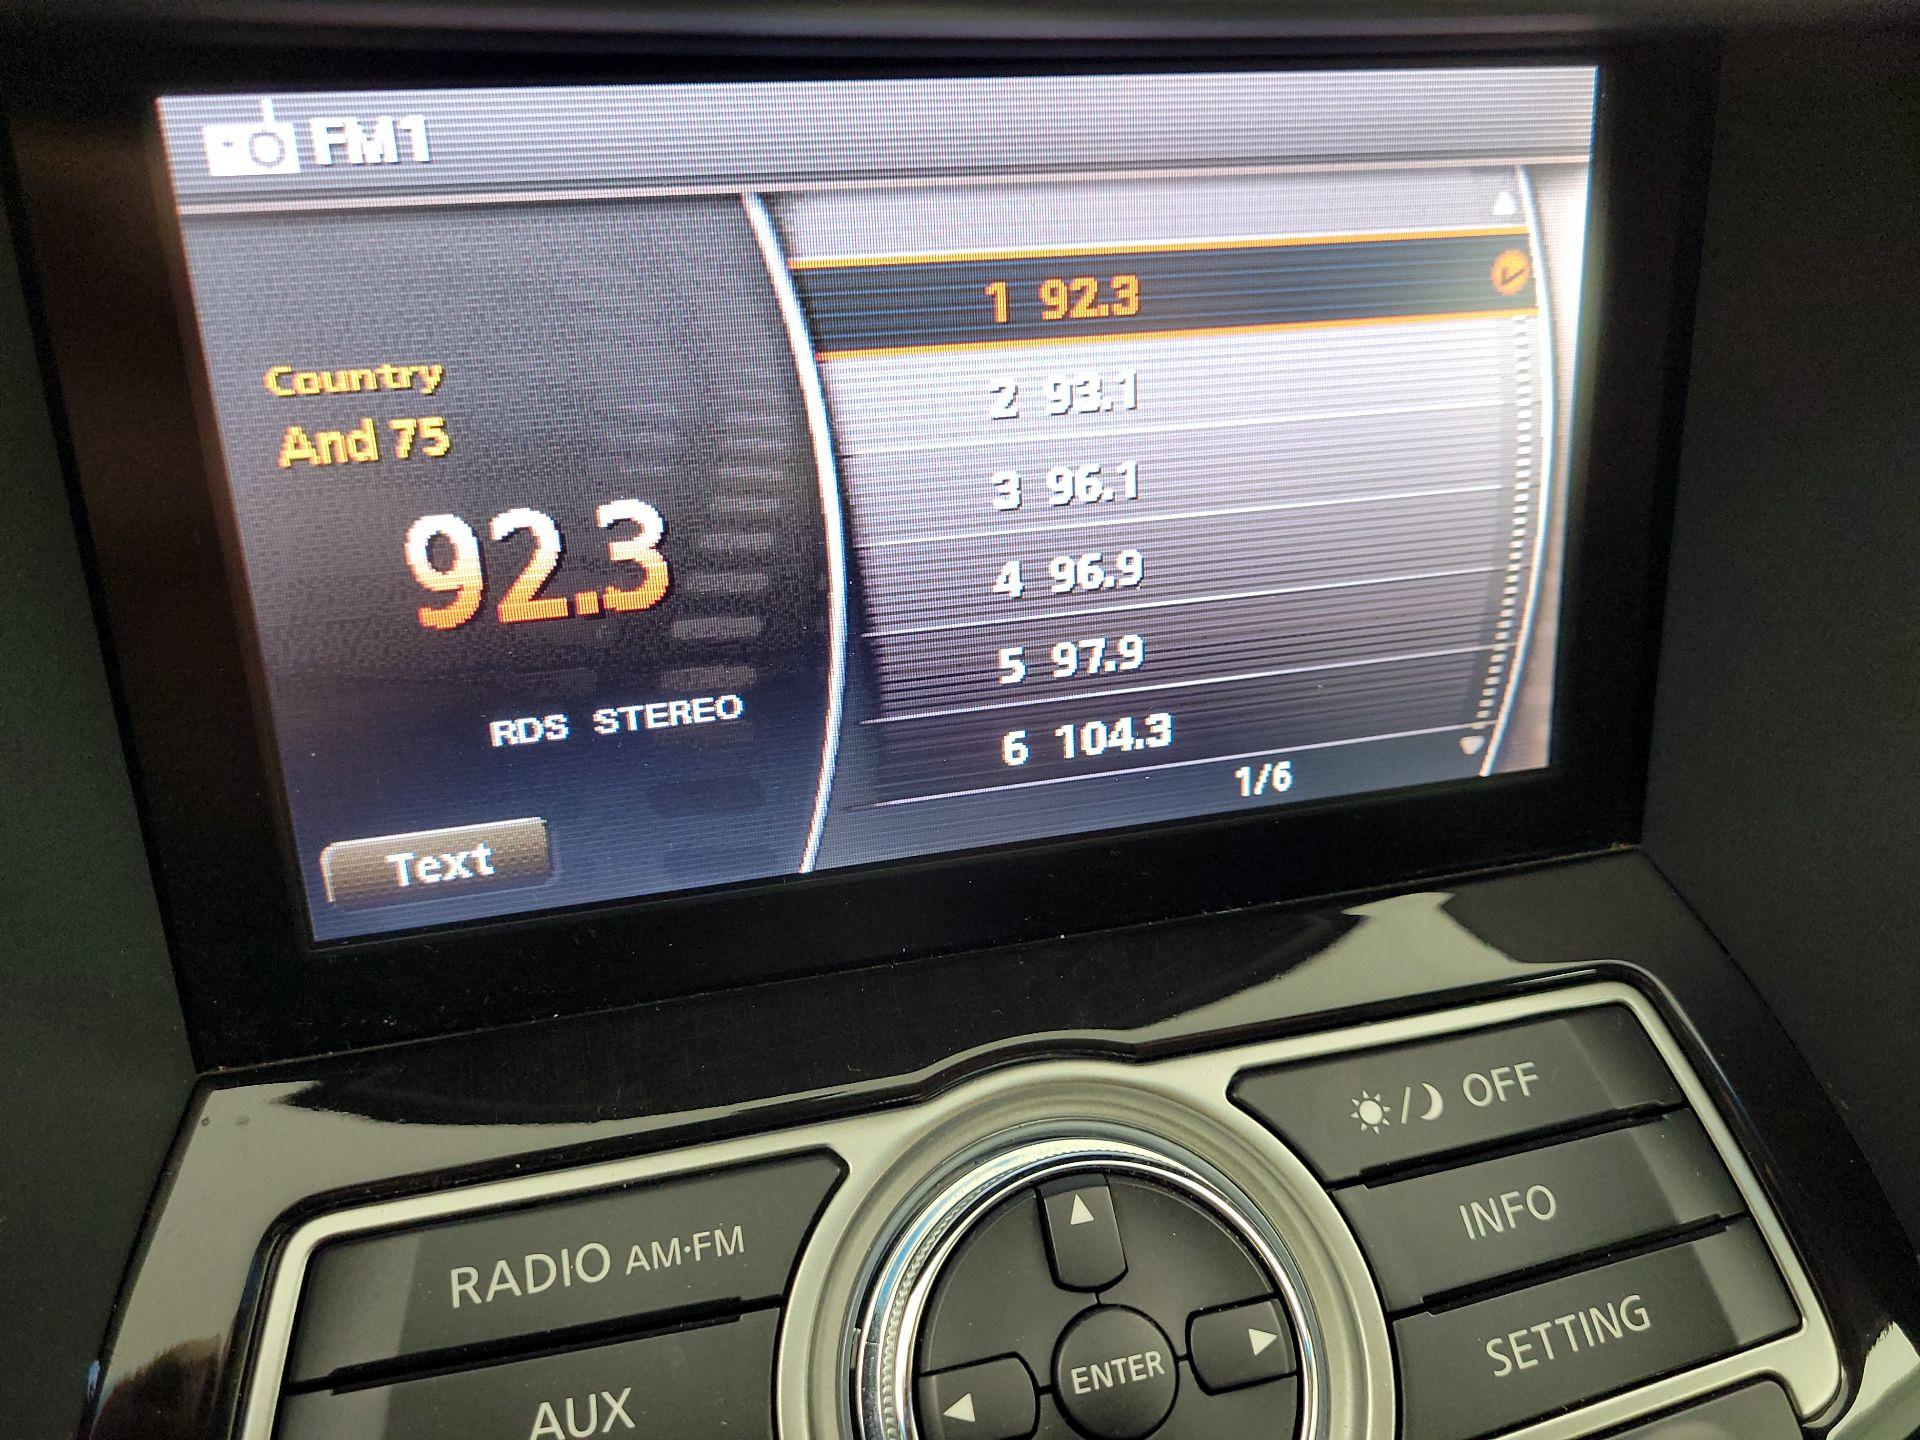 FM1
Country
And 75
92.3
RDS STEREO
Text
1 92.3
2 93.1
3 96.1
4 96.9
5 97.9
6 104.3
1/6
RADIO AM·FM
AUX
ENTER
OFF
INFO
SETTING